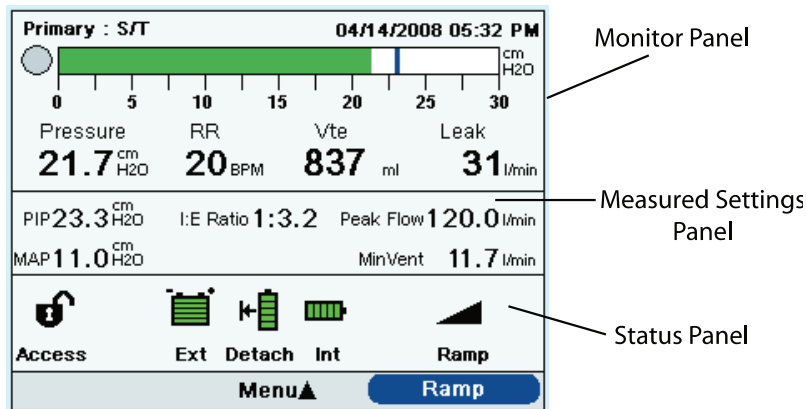 Primary : S/T 04/14/2008 05:32 PM
cm
H2O
0 5 10 15 20 25 30
Pressure RR Vte Leak
21.7 cm H2O 20 BPM 837 ml 31 l/min
PIP 23.3 cm H2O I:E Ratio 1:3.2 Peak Flow 120.0 l/min
MAP 11.0 cm H2O MinVent 11.7 l/min
Access Ext Detach Int Ramp
Menu▲ Ramp
Monitor Panel
Measured Settings
Panel
Status Panel